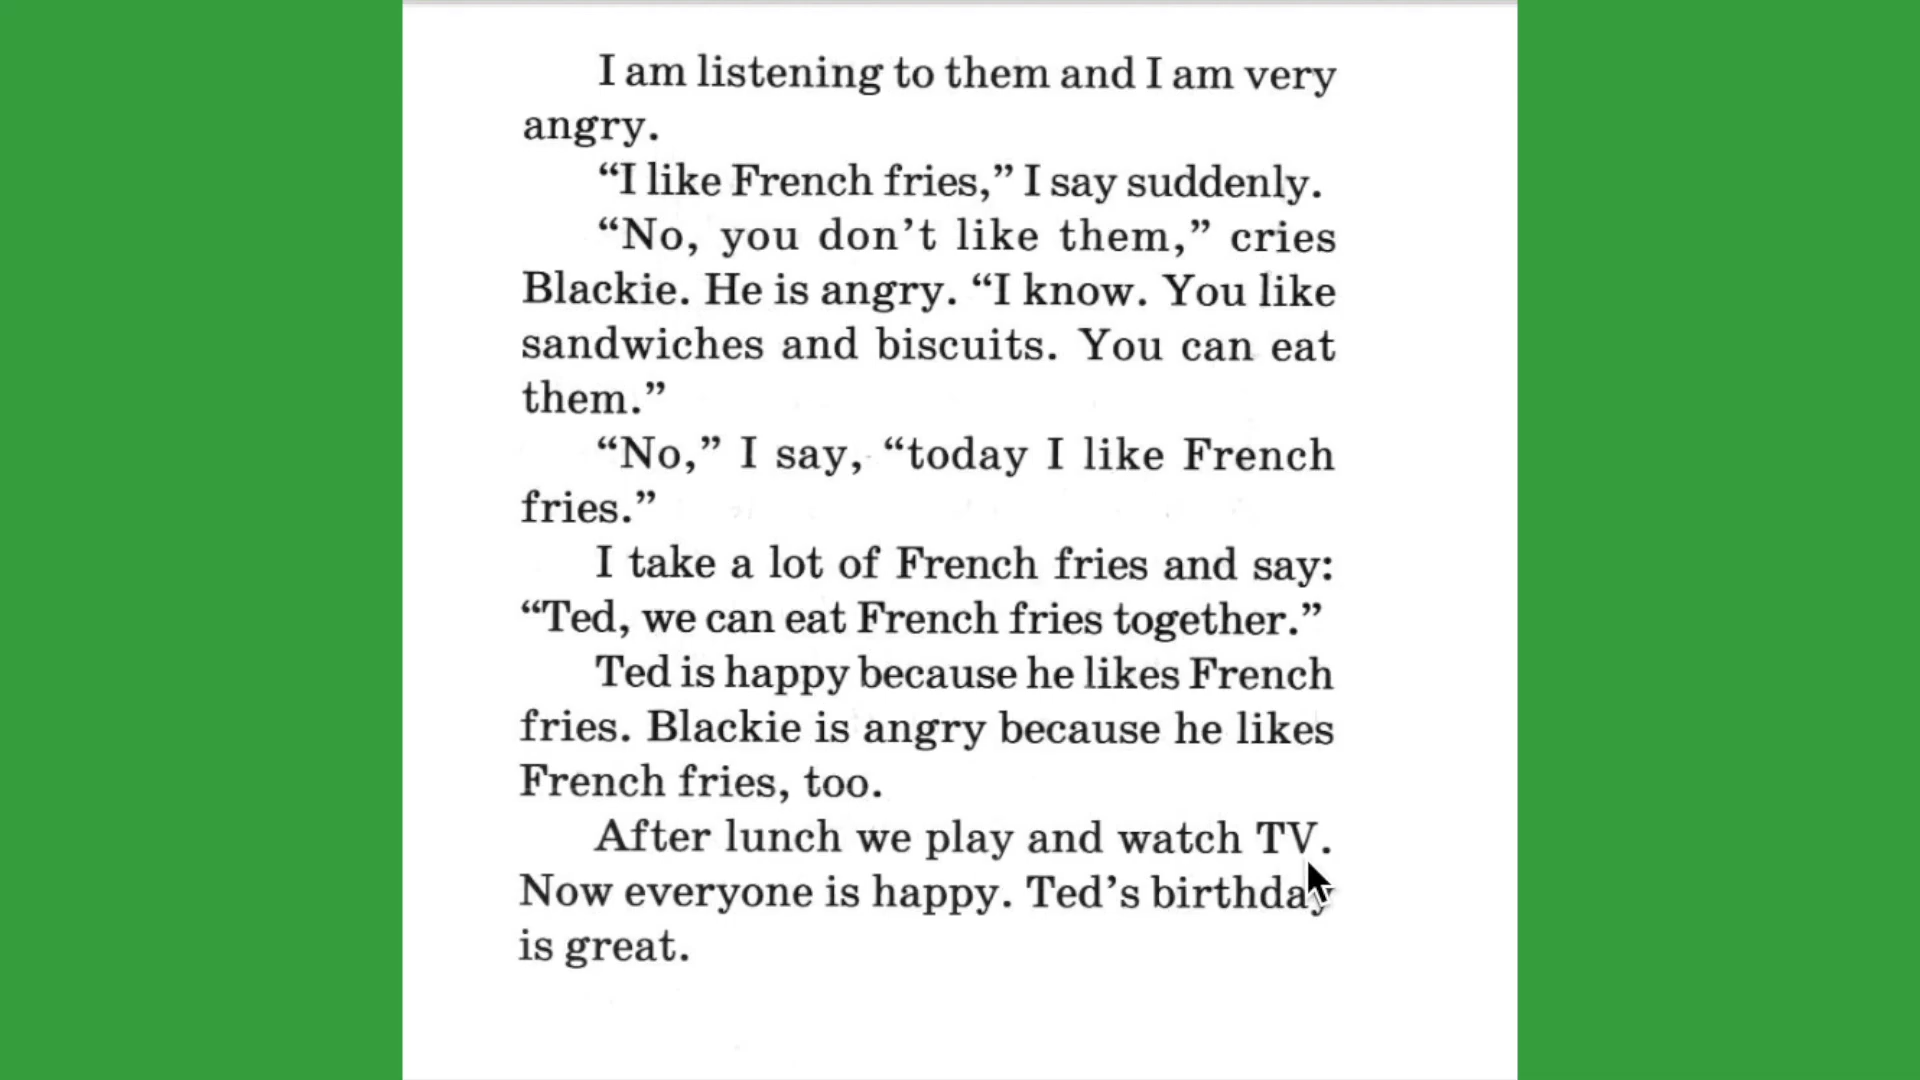 I am listening to them and I am very
angry.
“I like French fries,” I say suddenly.
“No, you don’t like them,” cries
Blackie. He is angry. “I know. You like
sandwiches and biscuits. You can eat
them.”
“No,” I say, “today I like French
fries.”
I take a lot of French fries and say:
“Ted, we can eat French fries together.”
Ted is happy because he likes French
fries. Blackie is angry because he likes
French fries, too.
After lunch we play and watch TV.
Now everyone is happy. Ted’s birthday
is great.